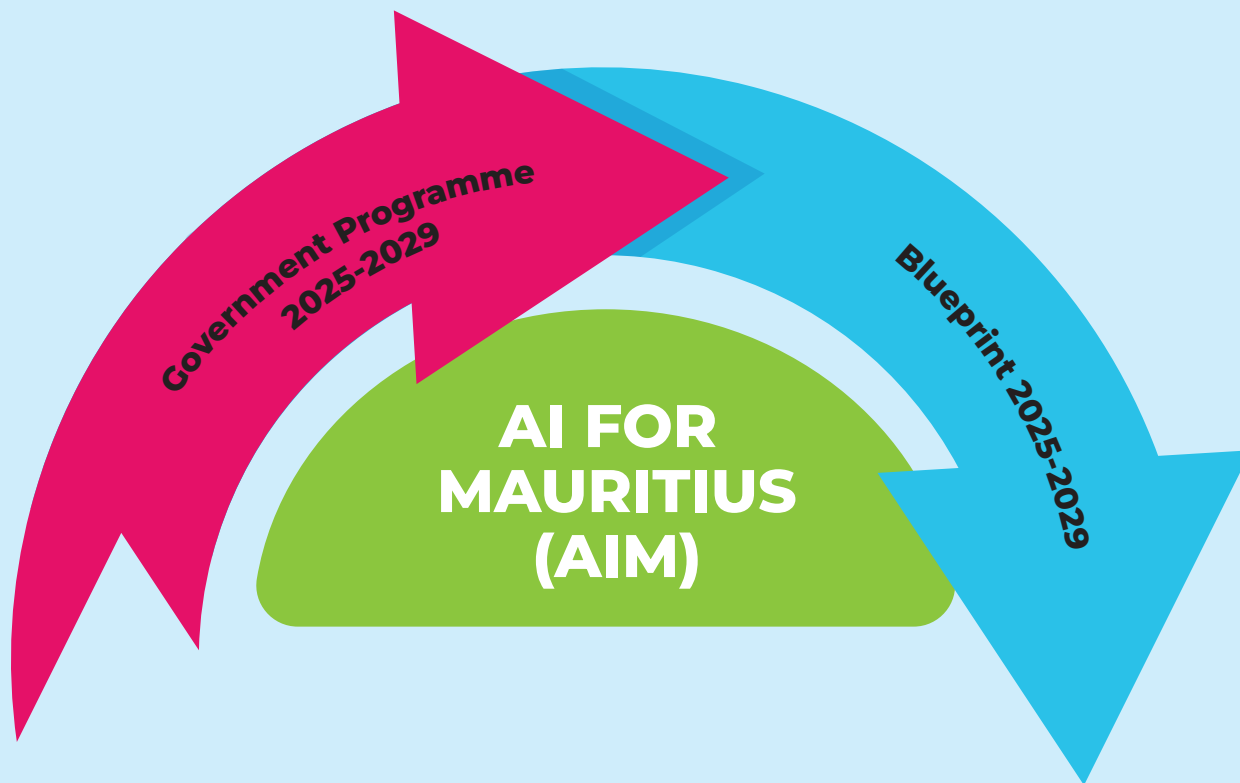 Government Programme
2025-2029
Blueprint 2025-2029
AI FOR
MAURITIUS
(AIM)